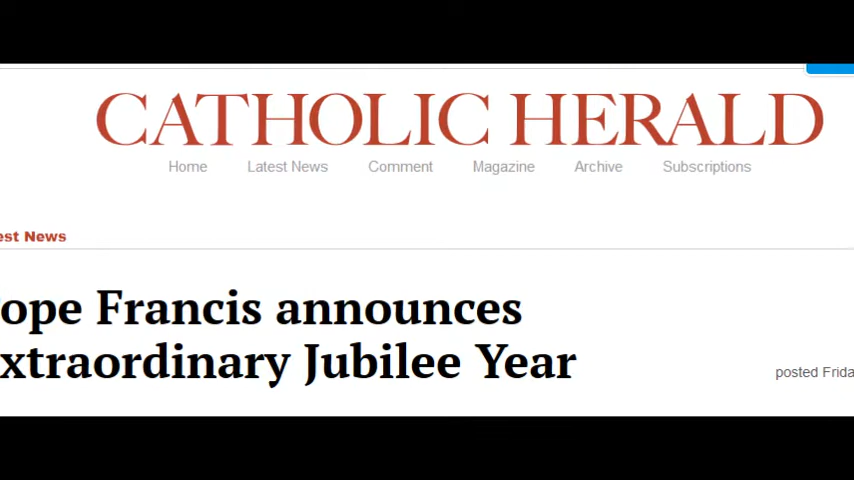 CATHOLIC HERALD
Home Latest News Comment Magazine Archive Subscriptions
est News
ope Francis announces
xtraordinary Jubilee Year
posted Frida